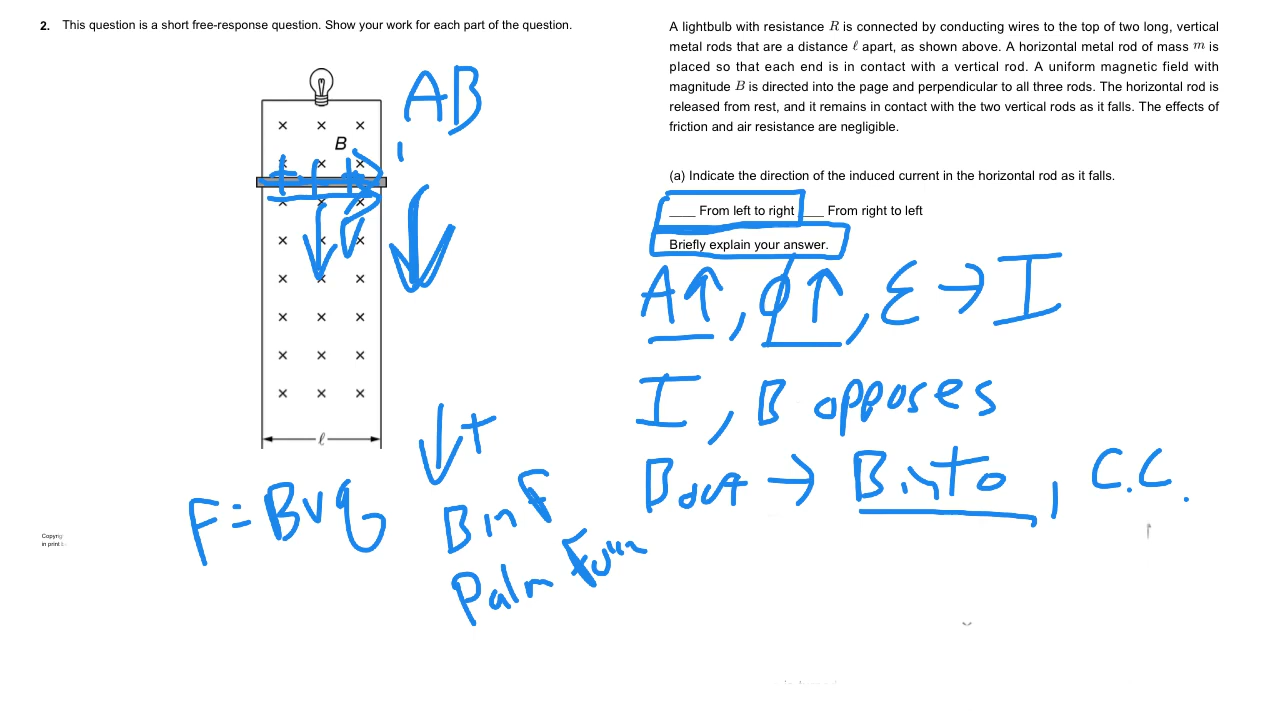 2. This question is a short free-response question. Show your work for each part of the question.
AB
B
ℓ
F = Bvq
↓+
B in F
Palm
Copyrig
in print
A lightbulb with resistance R is connected by conducting wires to the top of two long, vertical
metal rods that are a distance ℓ apart, as shown above. A horizontal metal rod of mass m is
placed so that each end is in contact with a vertical rod. A uniform magnetic field with
magnitude B is directed into the page and perpendicular to all three rods. The horizontal rod is
released from rest, and it remains in contact with the two vertical rods as it falls. The effects of
friction and air resistance are negligible.
(a) Indicate the direction of the induced current in the horizontal rod as it falls.
____ From left to right ____ From right to left
Briefly explain your answer.
A↑, Φ↑, ε → I
I, B opposes
B out → B into, C.C.